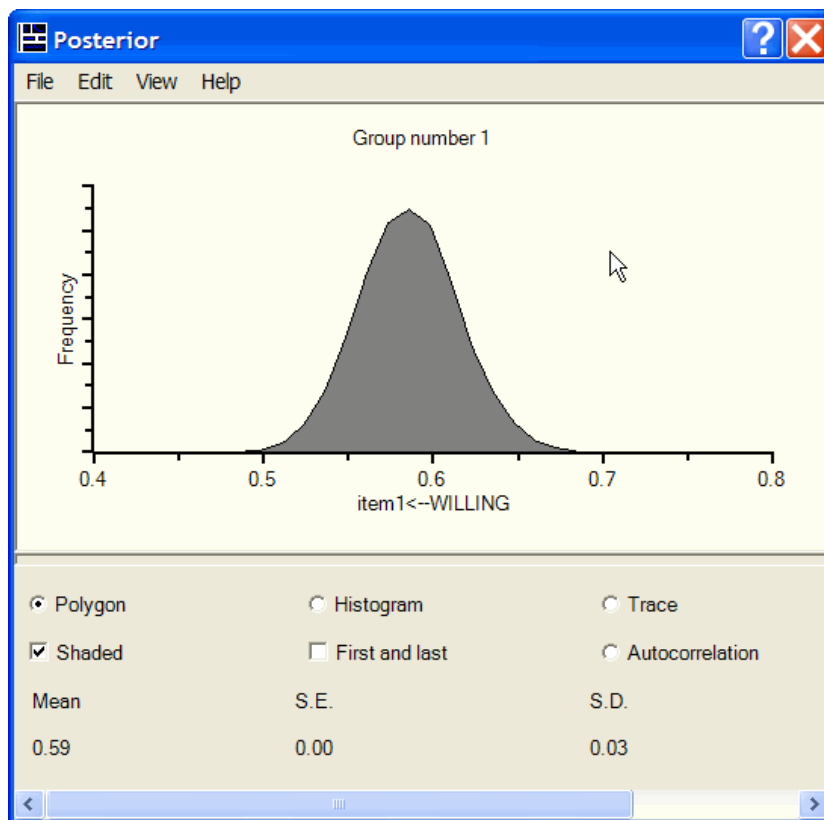 Posterior
File Edit View Help
Group number 1
Frequency
0.4 0.5 0.6 0.7 0.8
item1<--WILLING
Polygon Histogram Trace
Shaded First and last Autocorrelation
Mean S.E. S.D.
0.59 0.00 0.03